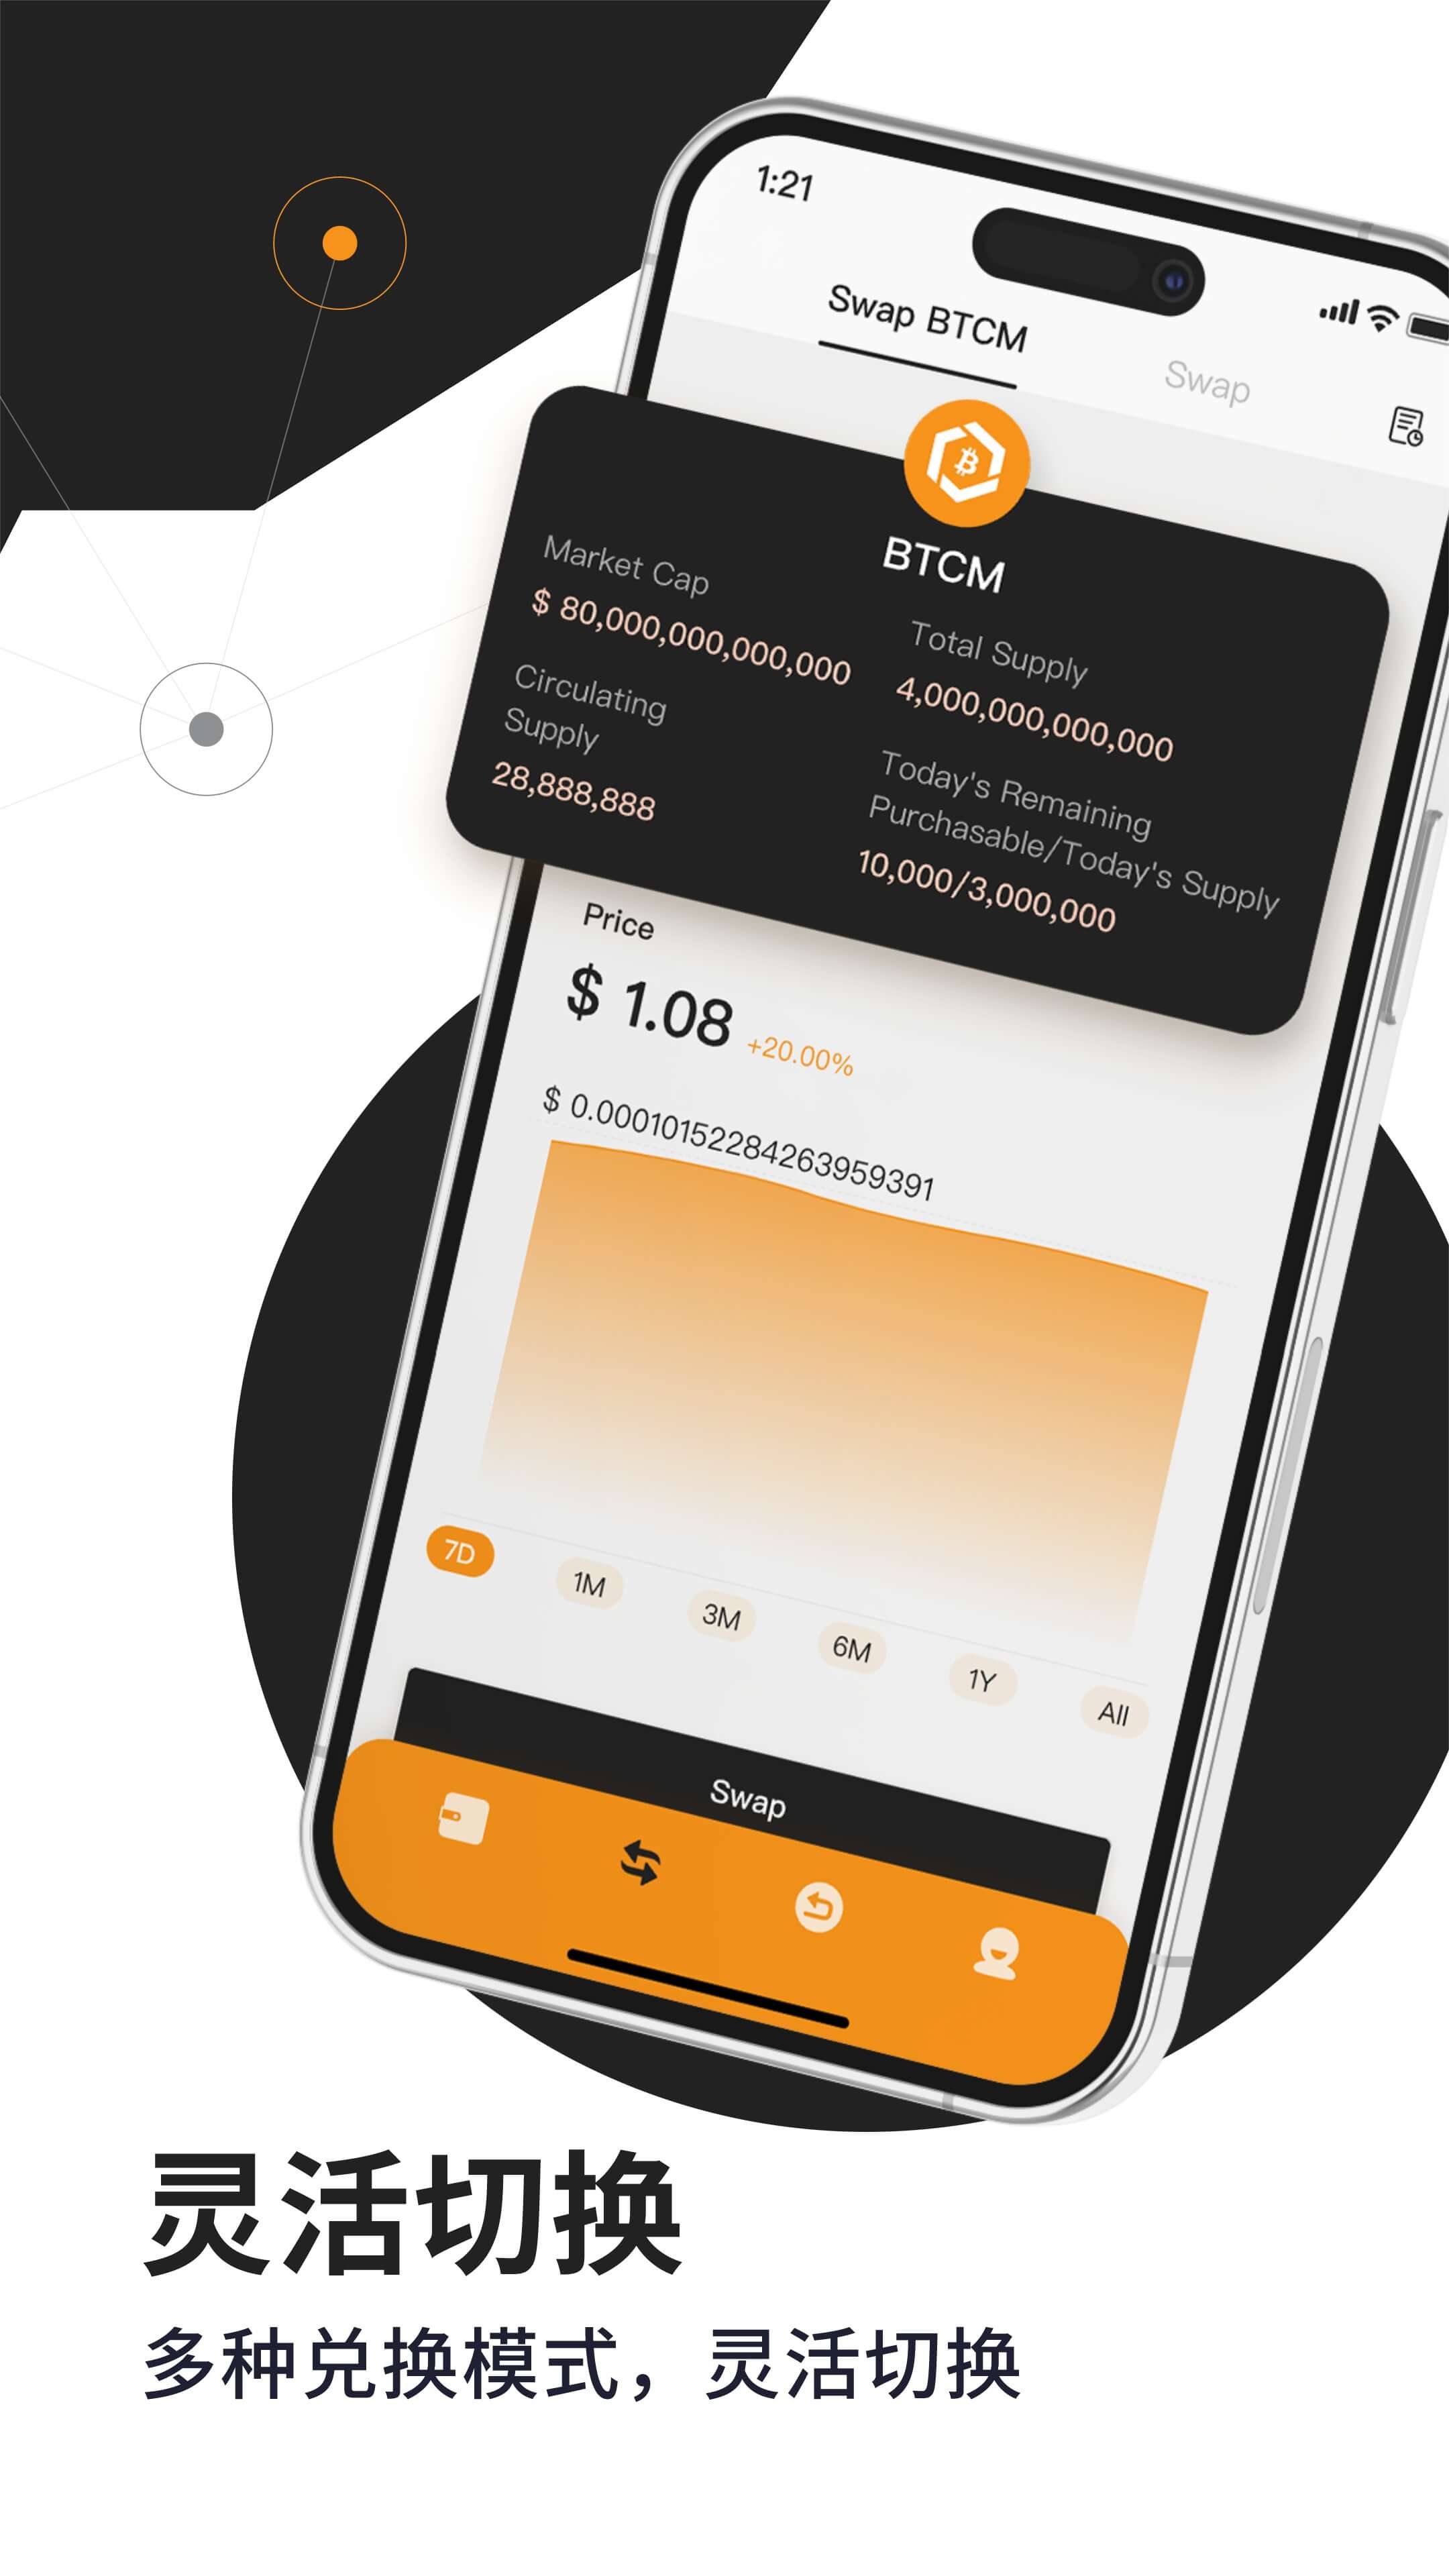 1:21
Swap BTCM
Swap
BTCM
Market Cap
$ 80,000,000,000,000
Total Supply
4,000,000,000,000
Circulating
Supply
28,888,888
Today's Remaining
Purchasable/Today's Supply
10,000/3,000,000
Price
$ 1.08 +20.00%
$ 0.00010152284263959391
7D 1M 3M 6M 1Y All
Swap
灵活切换
多种兑换模式，灵活切换